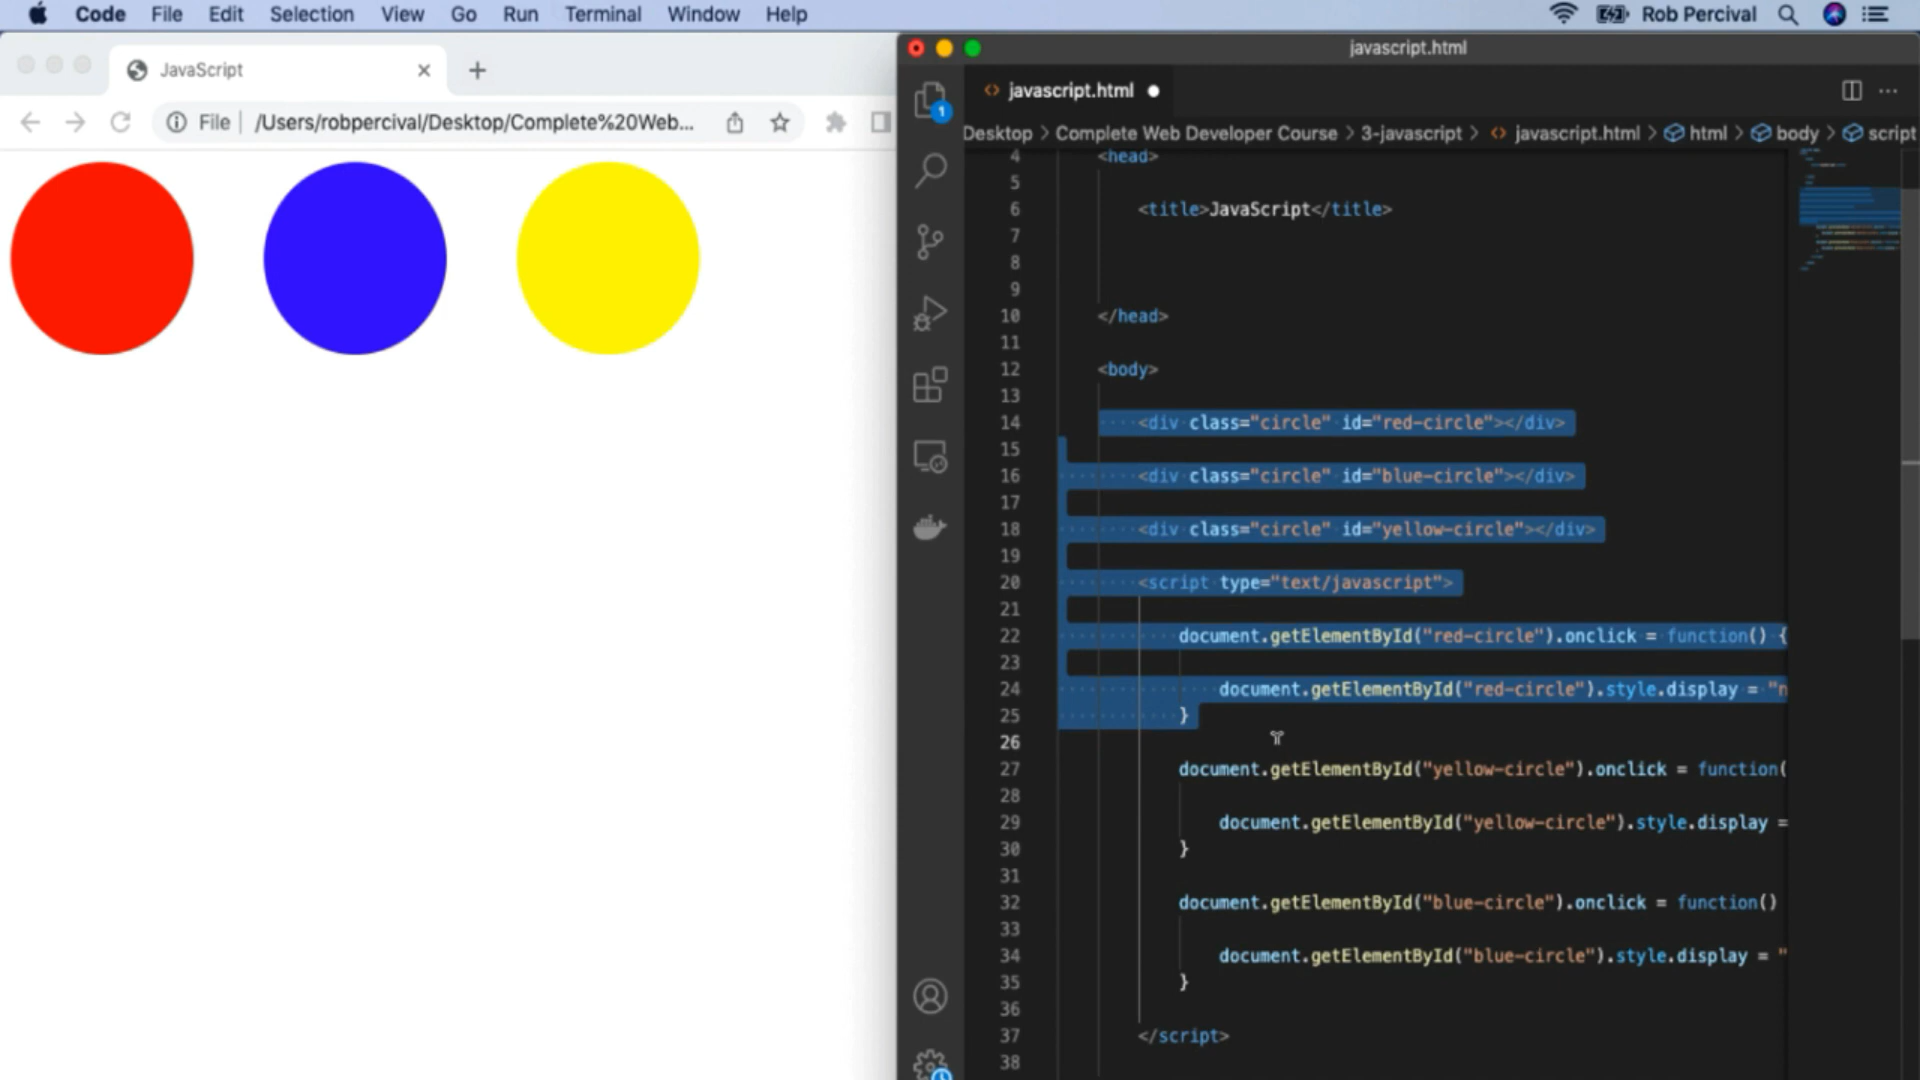 Code File Edit Selection View Go Run Terminal Window Help Rob Percival
JavaScript
File /Users/robpercival/Desktop/Complete%20Web...
javascript.html
1
javascript.html
Desktop > Complete Web Developer Course > 3-javascript > javascript.html > html > body > script
4 <head>
5
6 <title>JavaScript</title>
7
8
9
10 </head>
11
12 <body>
13
14 <div class="circle" id="red-circle"></div>
15
16 <div class="circle" id="blue-circle"></div>
17
18 <div class="circle" id="yellow-circle"></div>
19
20 <script type="text/javascript">
21
22 document.getElementById("red-circle").onclick = function() {
23
24 document.getElementById("red-circle").style.display = "n
25 }
26
27 document.getElementById("yellow-circle").onclick = function(
28
29 document.getElementById("yellow-circle").style.display =
30 }
31
32 document.getElementById("blue-circle").onclick = function()
33
34 document.getElementById("blue-circle").style.display = "
35 }
36
37 </script>
38